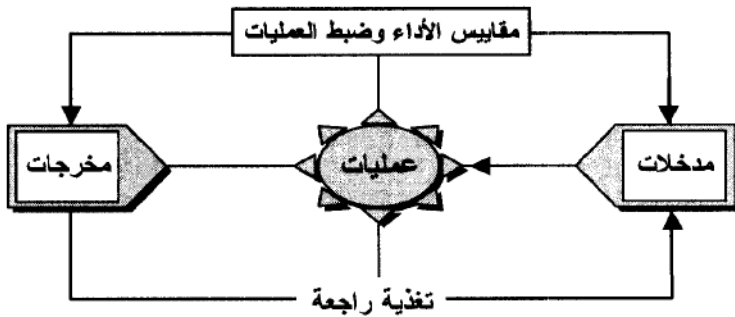 مقاييس الأداء وضبط العمليات
مدخلات
عمليات
مخرجات
تغذية راجعة